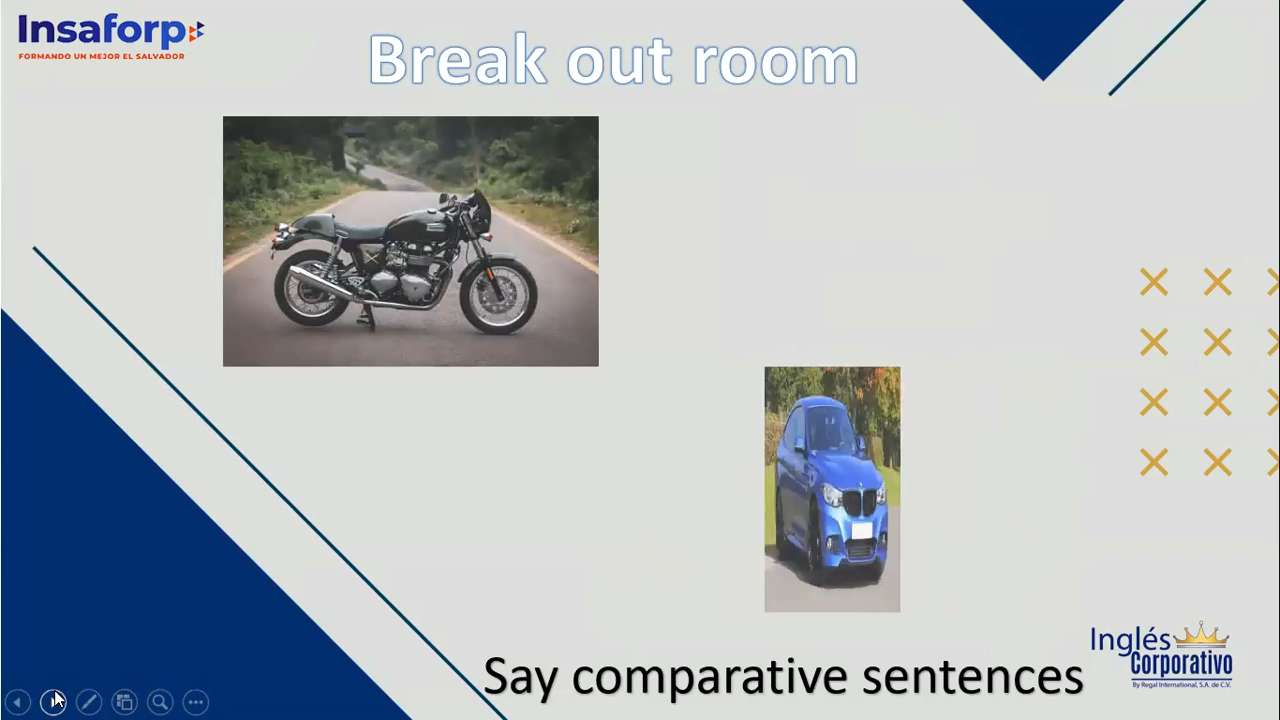 Insaforp
FORMANDO UN MEJOR EL SALVADOR
Break out room
Say comparative sentences
Inglés
Corporativo
By Regal International, S.A. de C.V.